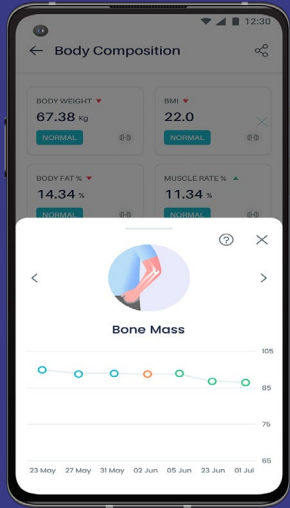 12:30
Body Composition
BODY WEIGHT
BMI
67.38 Kg
22.0
NORMAL
NORMAL
BODY FAT %
MUSCLE RATE %
14.34 %
11.34 %
NORMAL
NORMAL
?
Bone Mass
105
85
75
65
23 May 27 May 31 May 02 Jun 05 Jun 23 Jun 01 Jul